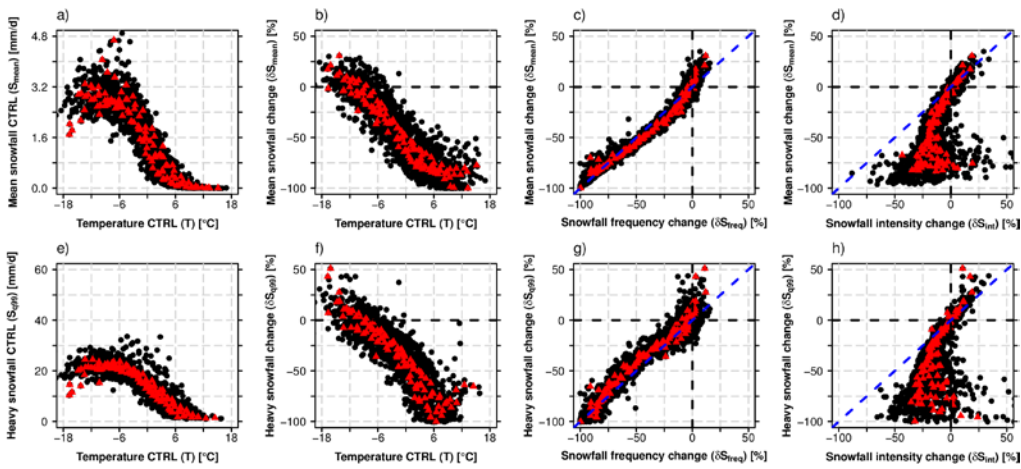 a)
Mean snowfall CTRL (Smean) [mm/d]
4.8
3.2
1.6
0.0
−18
−6
6
18
Temperature CTRL (T) [°C]
b)
Mean snowfall change (δSmean) [%]
50
0
−50
−100
−18
−6
6
18
Temperature CTRL (T) [°C]
c)
Mean snowfall change (δSmean) [%]
50
0
−50
−100
−100
−50
0
50
Snowfall frequency change (δSfreq) [%]
d)
Mean snowfall change (δSmean) [%]
50
0
−50
−100
−100
−50
0
50
Snowfall intensity change (δSint) [%]
e)
Heavy snowfall CTRL (Sq99) [mm/d]
60
40
20
0
−18
−6
6
18
Temperature CTRL (T) [°C]
f)
Heavy snowfall change (δSq99) [%]
50
0
−50
−100
−18
−6
6
18
Temperature CTRL (T) [°C]
g)
Heavy snowfall change (δSq99) [%]
50
0
−50
−100
−100
−50
0
50
Snowfall frequency change (δSfreq) [%]
h)
Heavy snowfall change (δSq99) [%]
50
0
−50
−100
−100
−50
0
50
Snowfall intensity change (δSint) [%]